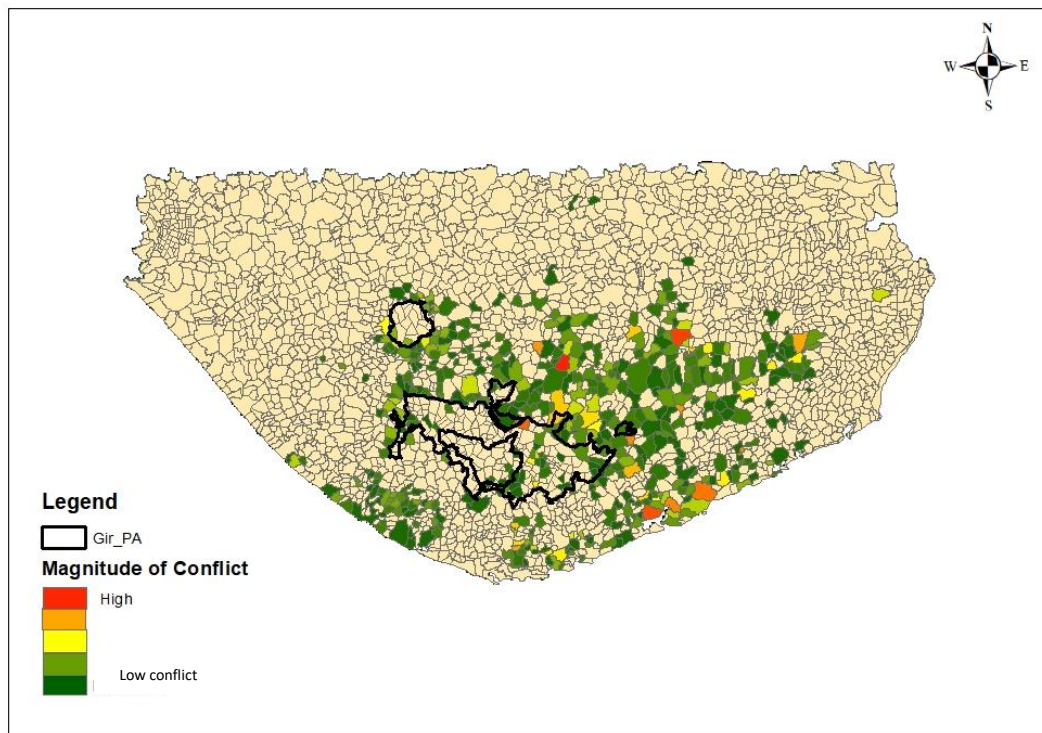 N
W E
S
Legend
Gir_PA
Magnitude of Conflict
High
Low conflict